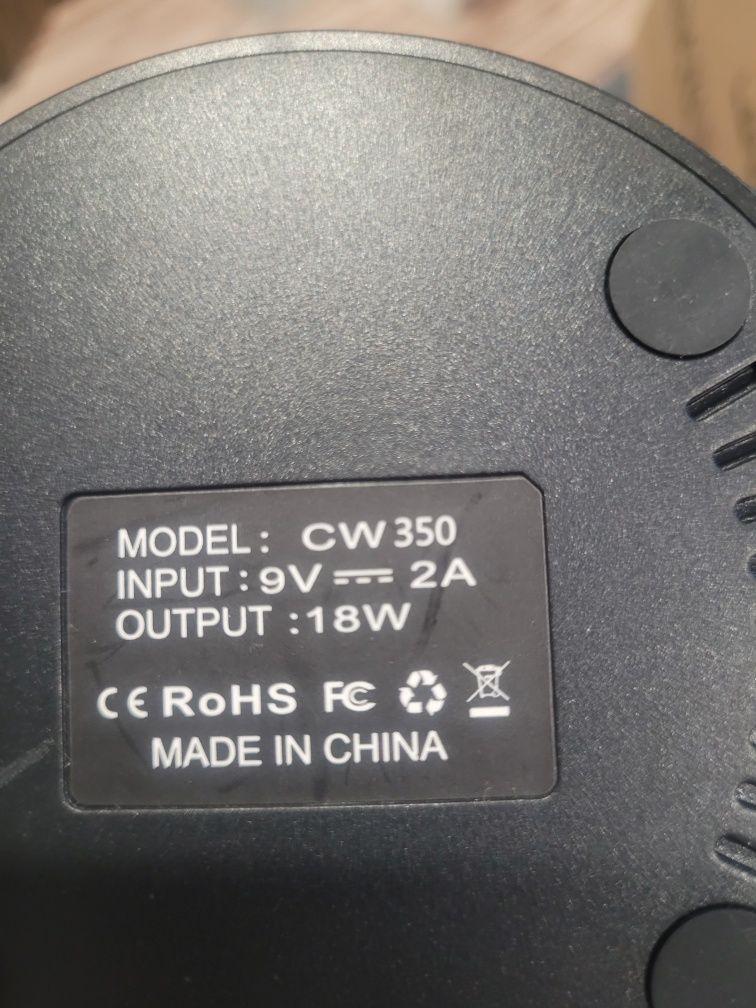 MODEL: CW350
INPUT: 9V⎓2A
OUTPUT :18W
CE RoHS FC
MADE IN CHINA